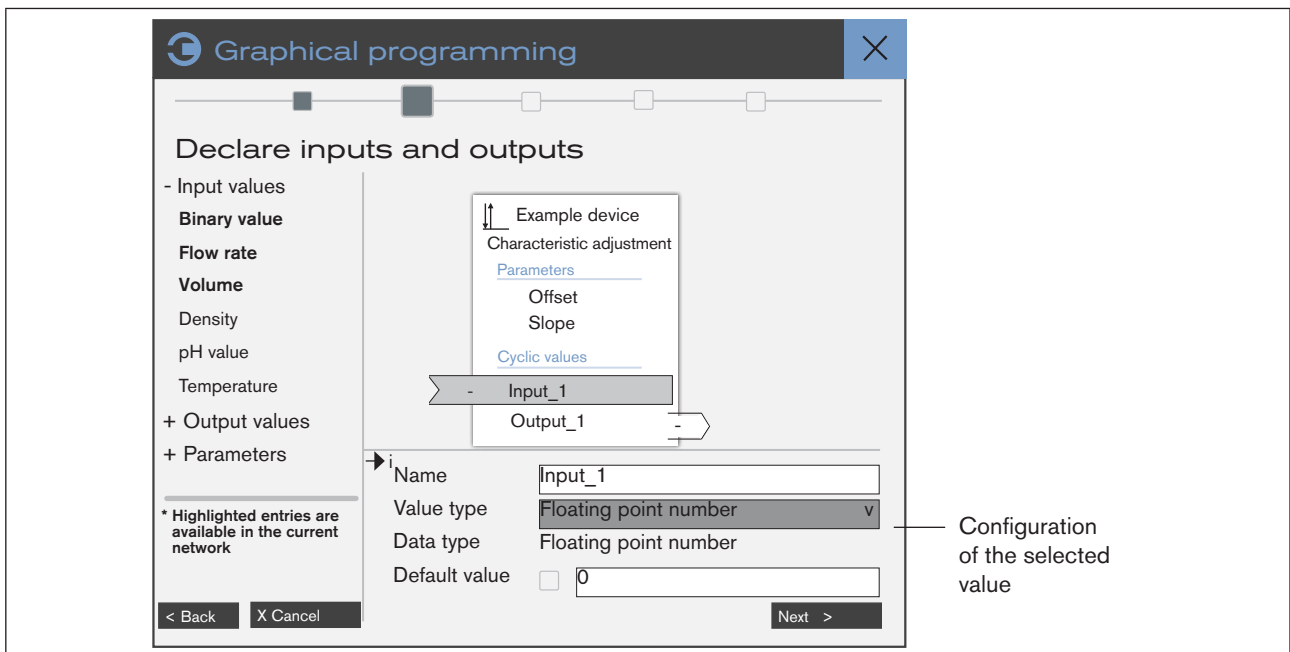 Graphical programming
Declare inputs and outputs
- Input values
Binary value
Flow rate
Volume
Density
pH value
Temperature
+ Output values
+ Parameters
* Highlighted entries are
available in the current
network
< Back
X Cancel
Example device
Characteristic adjustment
Parameters
Offset
Slope
Cyclic values
- Input_1
Output_1 -
i
Name Input_1
Value type Floating point number v
Data type Floating point number
Default value 0
Next >
Configuration
of the selected
value